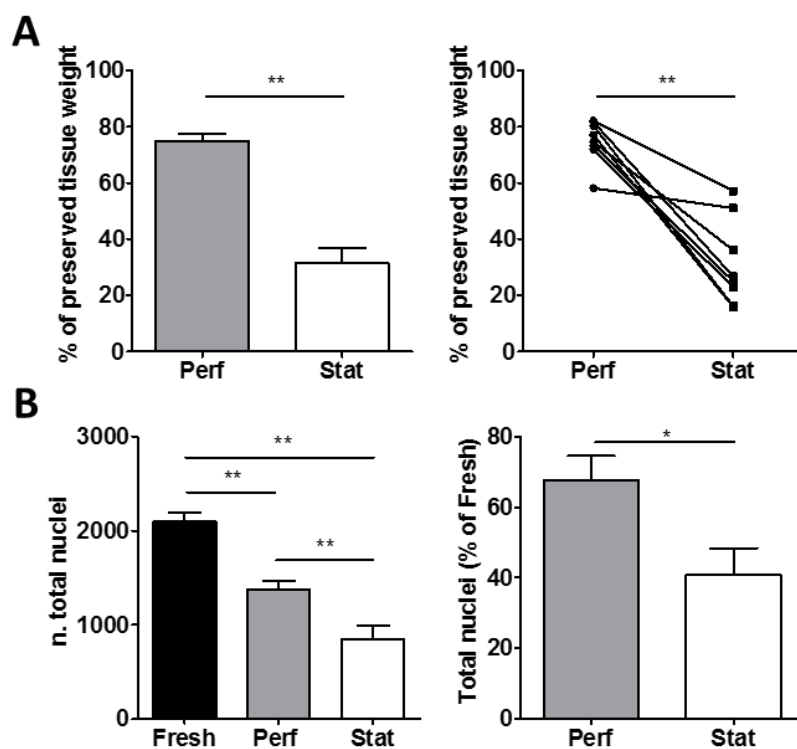 A
% of preserved tissue weight
100
80
60
40
20
0
**
Perf Stat
% of preserved tissue weight
100
80
60
40
20
0
**
Perf Stat
B
n. total nuclei
3000
2000
1000
0
**
**
**
Fresh Perf Stat
Total nuclei (% of Fresh)
80
60
40
20
0
*
Perf Stat